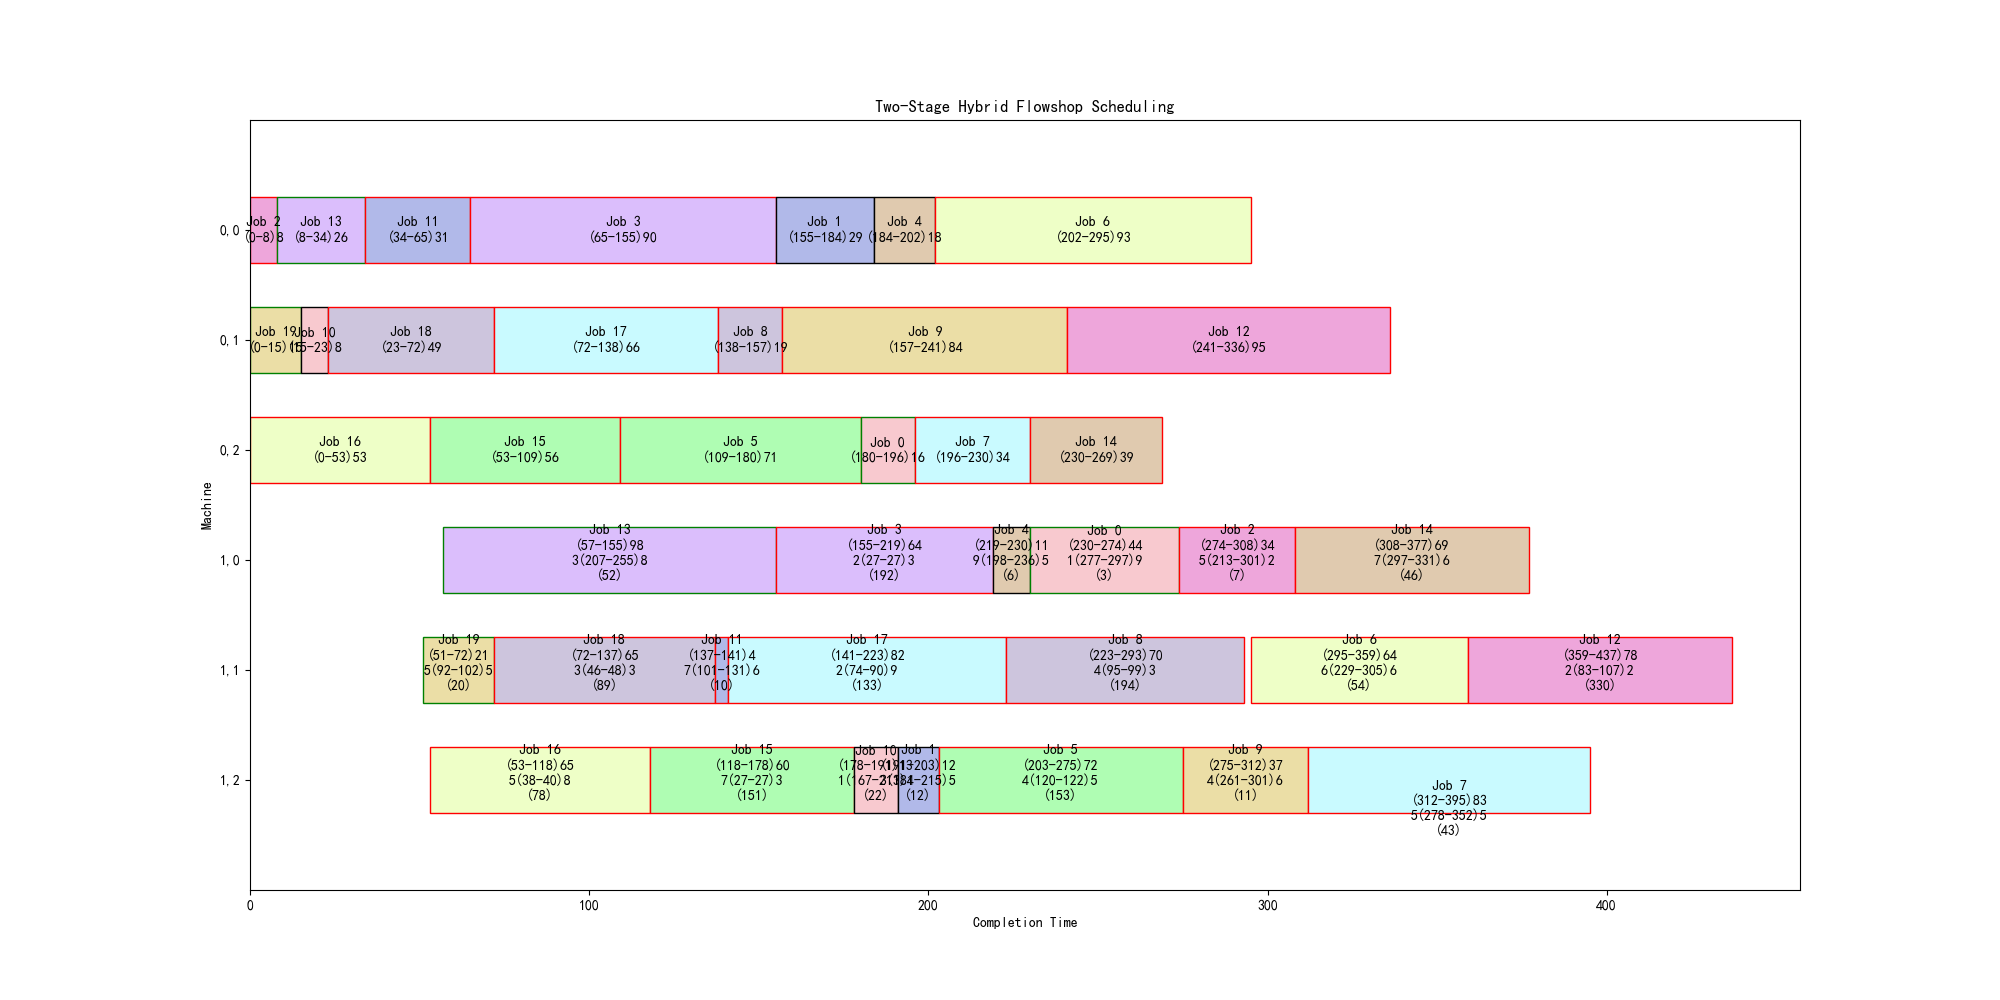 Two-Stage Hybrid Flowshop Scheduling
Machine
0,0
Job 2
(0-8)8
Job 13
(8-34)26
Job 11
(34-65)31
Job 3
(65-155)90
Job 1
(155-184)29
Job 4
(184-202)18
Job 6
(202-295)93
0,1
Job 19
(0-15)15
Job 10
(15-23)8
Job 18
(23-72)49
Job 17
(72-138)66
Job 8
(138-157)19
Job 9
(157-241)84
Job 12
(241-336)95
0,2
Job 16
(0-53)53
Job 15
(53-109)56
Job 5
(109-180)71
Job 0
(180-196)16
Job 7
(196-230)34
Job 14
(230-269)39
1,0
Job 13
(57-155)98
3(207-255)8
(52)
Job 3
(155-219)64
2(27-27)3
(192)
Job 4
(219-230)11
9(198-236)5
(6)
Job 0
(230-274)44
1(277-297)9
(3)
Job 2
(274-308)34
5(213-301)2
(7)
Job 14
(308-377)69
7(297-331)6
(46)
1,1
Job 19
(51-72)21
5(92-102)5
(20)
Job 18
(72-137)65
3(46-48)3
(89)
Job 11
(137-141)4
7(101-131)6
(10)
Job 17
(141-223)82
2(74-90)9
(133)
Job 8
(223-293)70
4(95-99)3
(194)
Job 6
(295-359)64
6(229-305)6
(54)
Job 12
(359-437)78
2(83-107)2
(330)
1,2
Job 16
(53-118)65
5(38-40)8
(78)
Job 15
(118-178)60
7(27-27)3
(151)
Job 10
(178-191)13
(22)
Job 1
(191-203)12
(12)
Job 5
(203-275)72
4(120-122)5
(153)
Job 9
(275-312)37
4(261-301)6
(11)
Job 7
(312-395)83
5(278-352)5
(43)
0
100
200
300
400
Completion Time